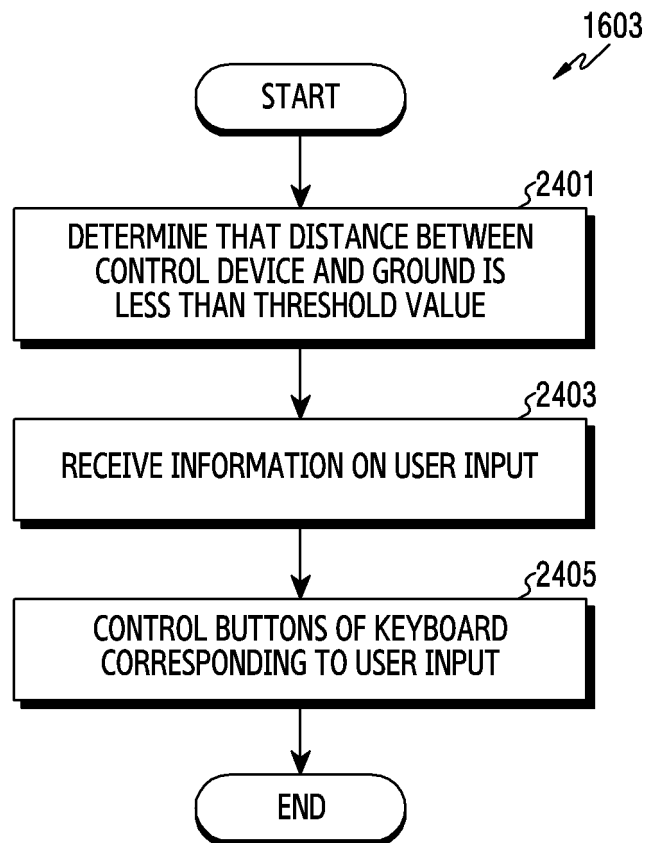 1603
START
2401
DETERMINE THAT DISTANCE BETWEEN
CONTROL DEVICE AND GROUND IS
LESS THAN THRESHOLD VALUE
2403
RECEIVE INFORMATION ON USER INPUT
2405
CONTROL BUTTONS OF KEYBOARD
CORRESPONDING TO USER INPUT
END